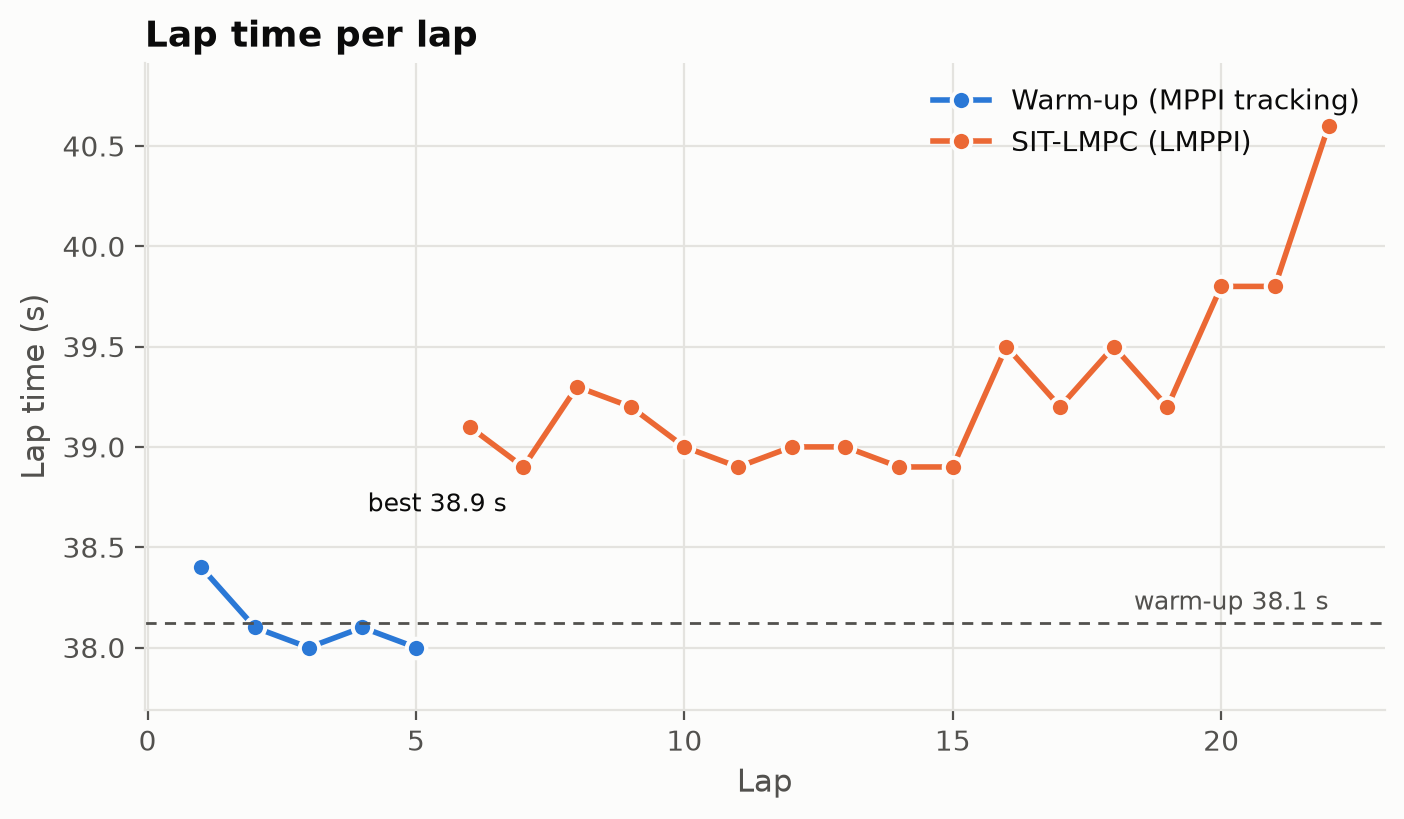 Lap time per lap
Warm-up (MPPI tracking)
SIT-LMPC (LMPPI)
Lap time (s)
40.5
40.0
39.5
39.0
38.5
38.0
best 38.9 s
warm-up 38.1 s
0 5 10 15 20
Lap